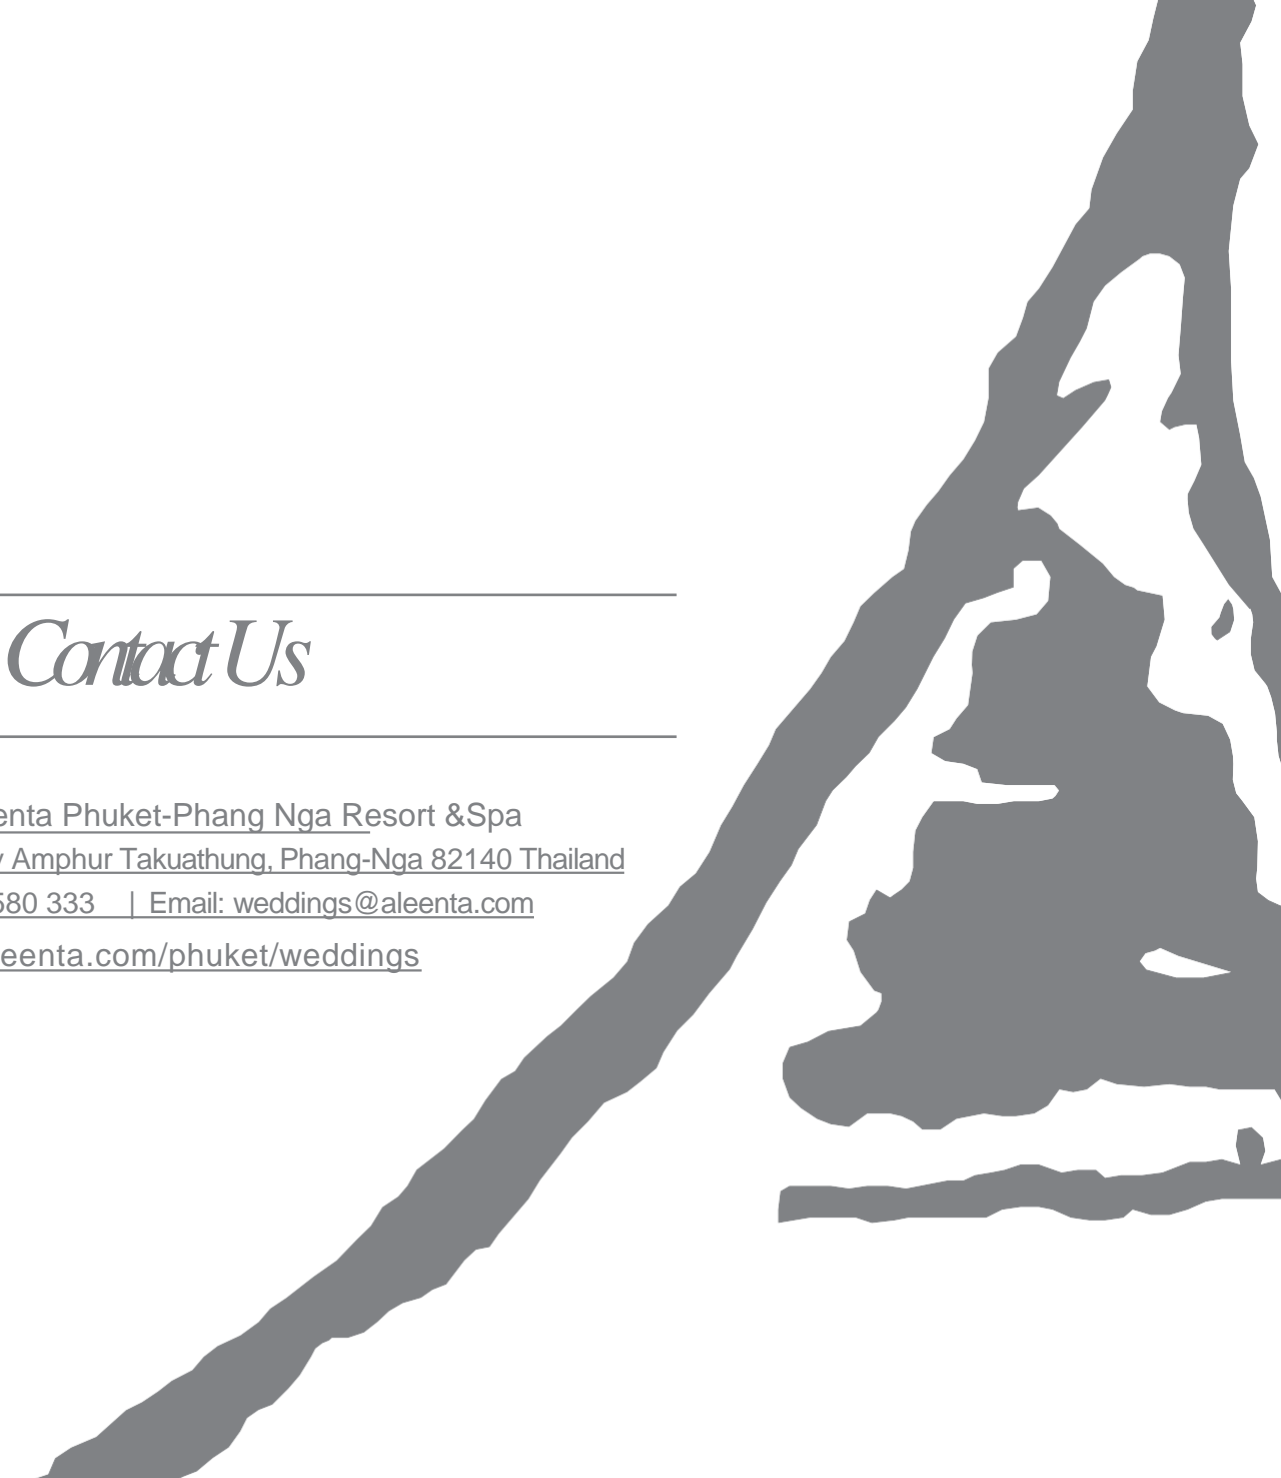 Contact Us
enta Phuket-Phang Nga Resort &Spa
Amphur Takuathung, Phang-Nga 82140 Thailand
580 333 | Email: weddings@aleenta.com
eenta.com/phuket/weddings